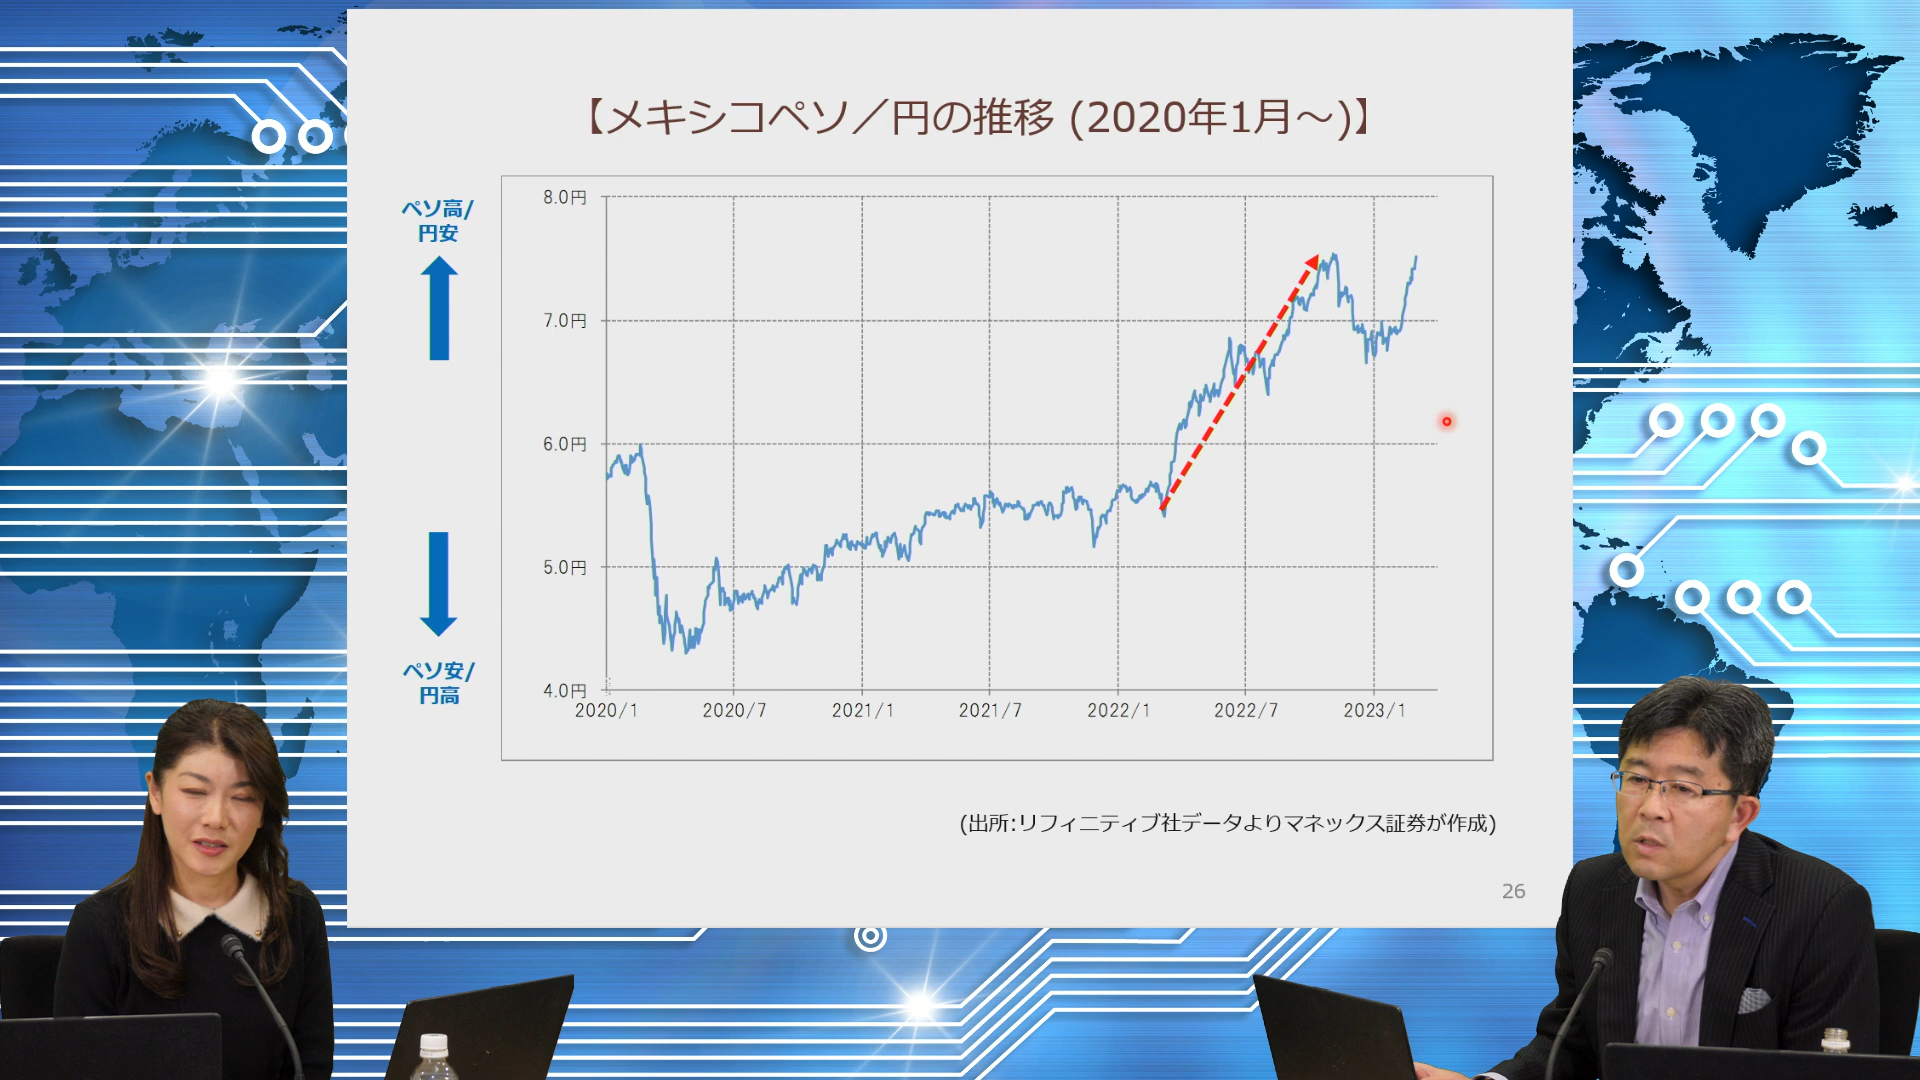 【メキシコペソ／円の推移 (2020年1月～)】
ペソ高/
円安
ペソ安/
円高
8.0円
7.0円
6.0円
5.0円
4.0円
2020/1
2020/7
2021/1
2021/7
2022/1
2022/7
2023/1
(出所:リフィニティブ社データよりマネックス証券が作成)
26